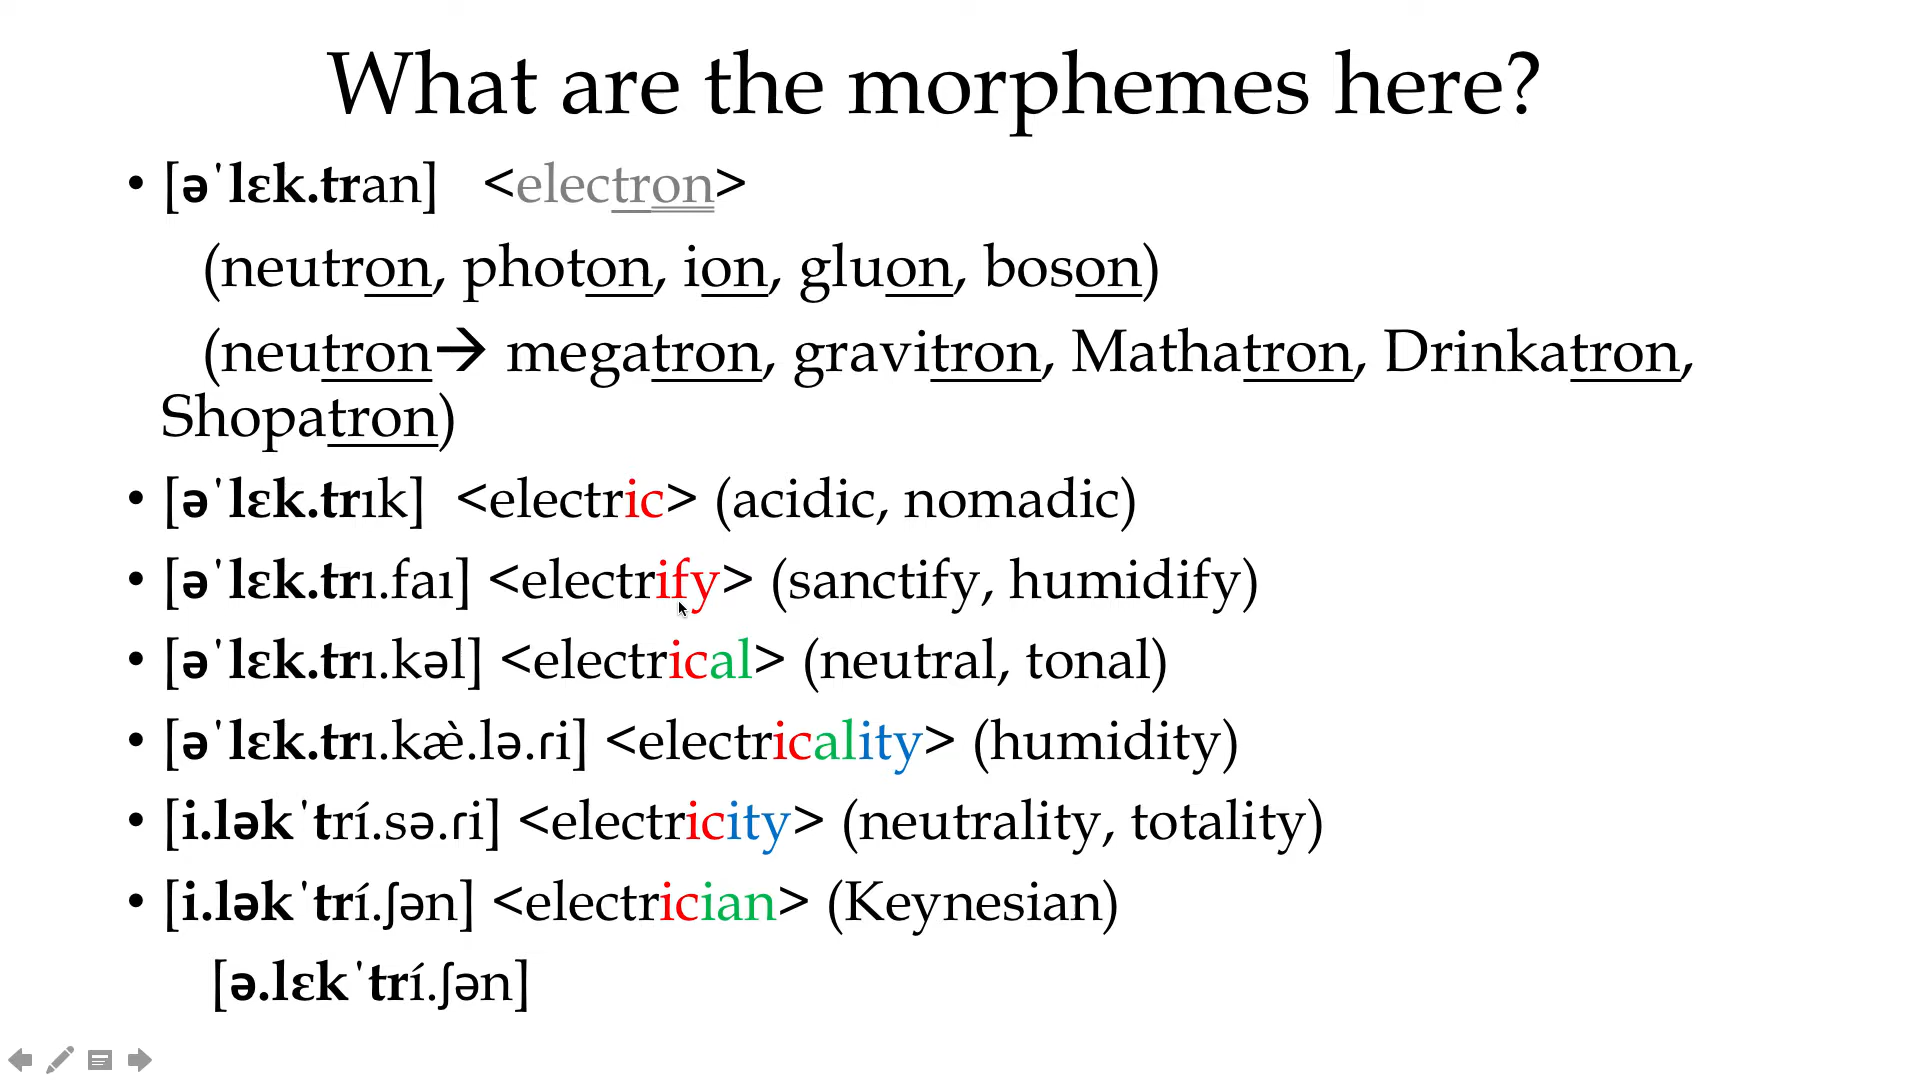 What are the morphemes here?
• [əˈlɛk.tran] <electron>
(neutron, photon, ion, gluon, boson)
(neutron→ megatron, gravitron, Mathatron, Drinkatron,
Shopatron)
• [əˈlɛk.trɪk] <electric> (acidic, nomadic)
• [əˈlɛk.trɪ.faɪ] <electrify> (sanctify, humidify)
• [əˈlɛk.trɪ.kəl] <electrical> (neutral, tonal)
• [əˈlɛk.trɪ.kæ̀.lə.ɾi] <electricality> (humidity)
• [i.ləkˈtrí.sə.ɾi] <electricity> (neutrality, totality)
• [i.ləkˈtrí.ʃən] <electrician> (Keynesian)
[ə.lɛkˈtrí.ʃən]